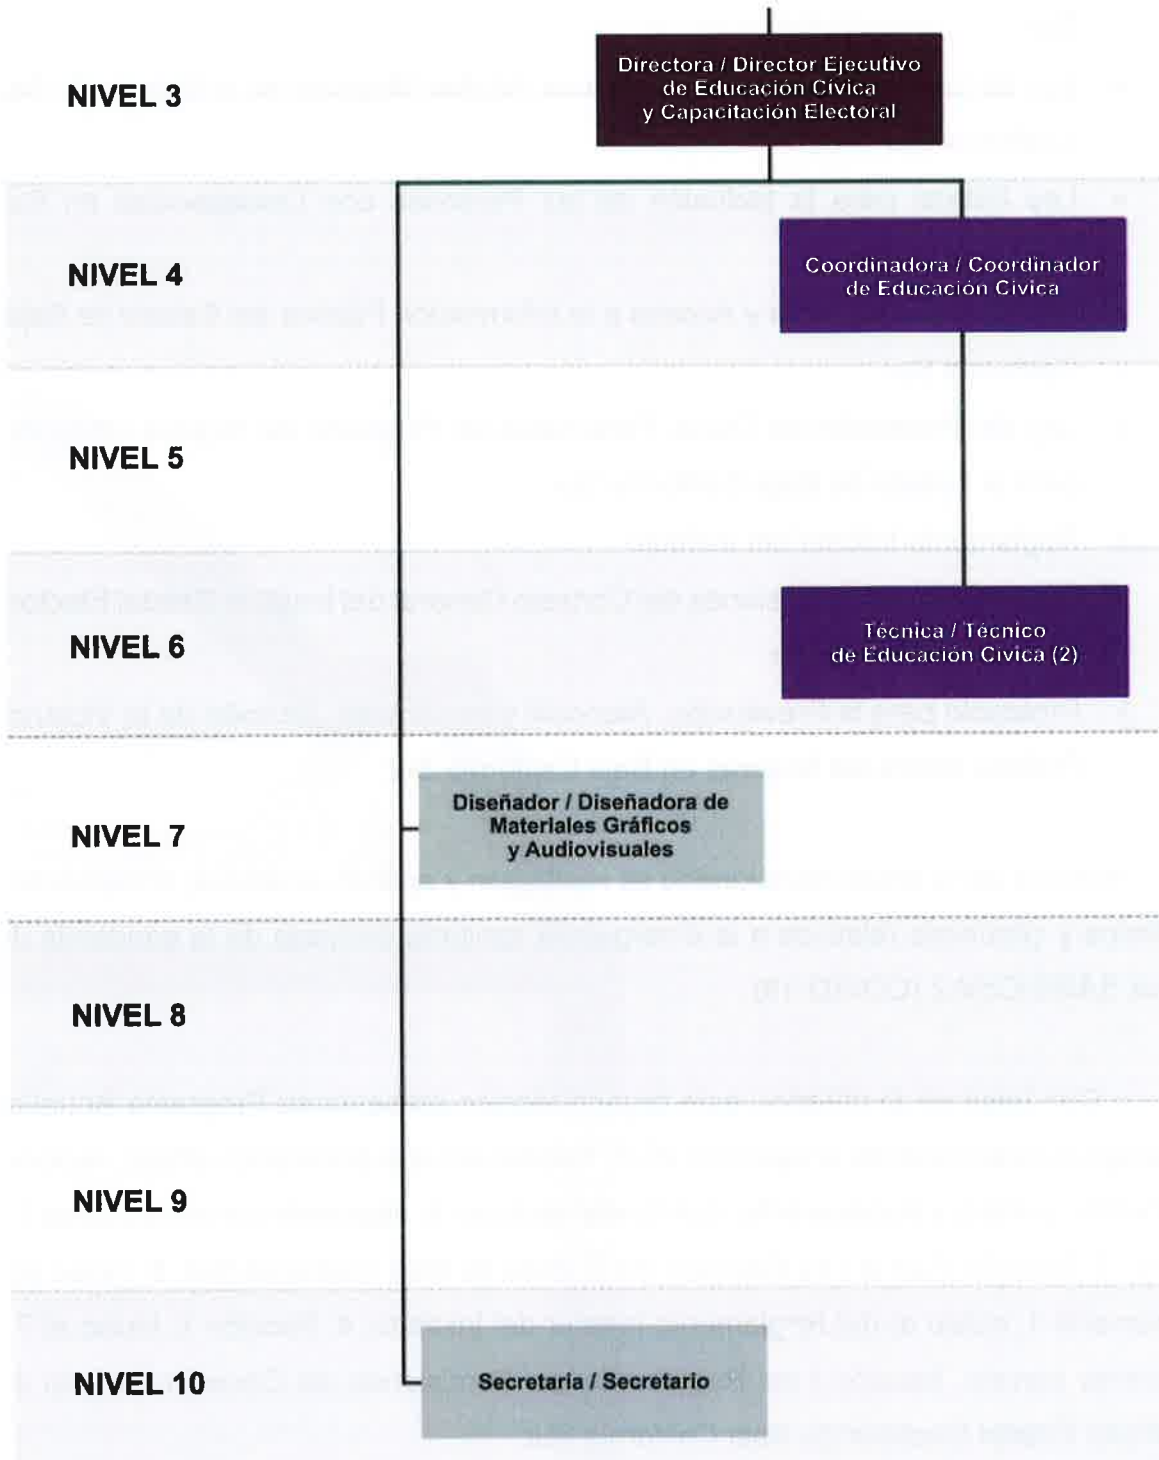 NIVEL 3
Directora / Director Ejecutivo
de Educación Cívica
y Capacitación Electoral
NIVEL 4
Coordinadora / Coordinador
de Educación Cívica
NIVEL 5
NIVEL 6
Técnica / Técnico
de Educación Cívica (2)
NIVEL 7
Diseñador / Diseñadora de
Materiales Gráficos
y Audiovisuales
NIVEL 8
NIVEL 9
NIVEL 10
Secretaria / Secretario